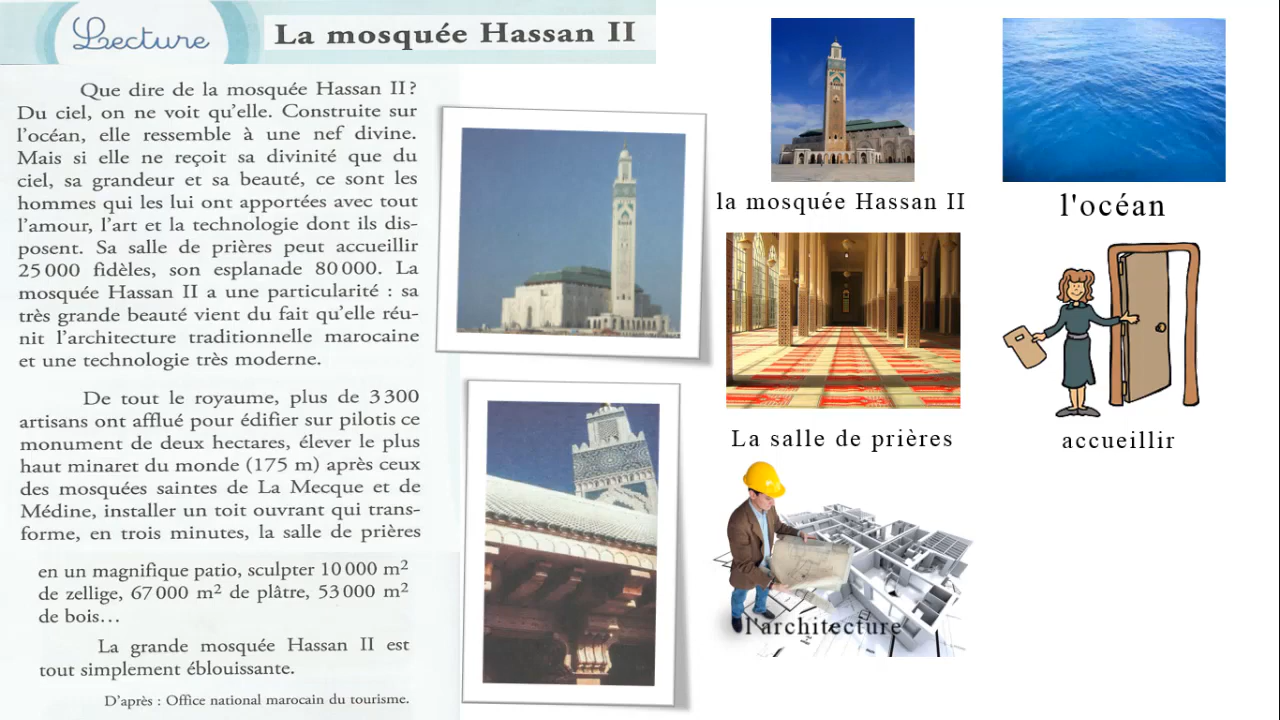 Lecture
La mosquée Hassan II
Que dire de la mosquée Hassan II?
Du ciel, on ne voit qu'elle. Construite sur
l'océan, elle ressemble à une nef divine.
Mais si elle ne reçoit sa divinité que du
ciel, sa grandeur et sa beauté, ce sont les
hommes qui les lui ont apportées avec tout
l'amour, l'art et la technologie dont ils dis-
posent. Sa salle de prières peut accueillir
25 000 fidèles, son esplanade 80 000. La
mosquée Hassan II a une particularité : sa
très grande beauté vient du fait qu'elle réu-
nit l'architecture traditionnelle marocaine
et une technologie très moderne.
De tout le royaume, plus de 3 300
artisans ont afflué pour édifier sur pilotis ce
monument de deux hectares, élever le plus
haut minaret du monde (175 m) après ceux
des mosquées saintes de La Mecque et de
Médine, installer un toit ouvrant qui trans-
forme, en trois minutes, la salle de prières
en un magnifique patio, sculpter 10 000 m²
de zellige, 67 000 m² de plâtre, 53 000 m²
de bois...
La grande mosquée Hassan II est
tout simplement éblouissante.
D'après : Office national marocain du tourisme.
la mosquée Hassan II
l'océan
La salle de prières
accueillir
l'architecture